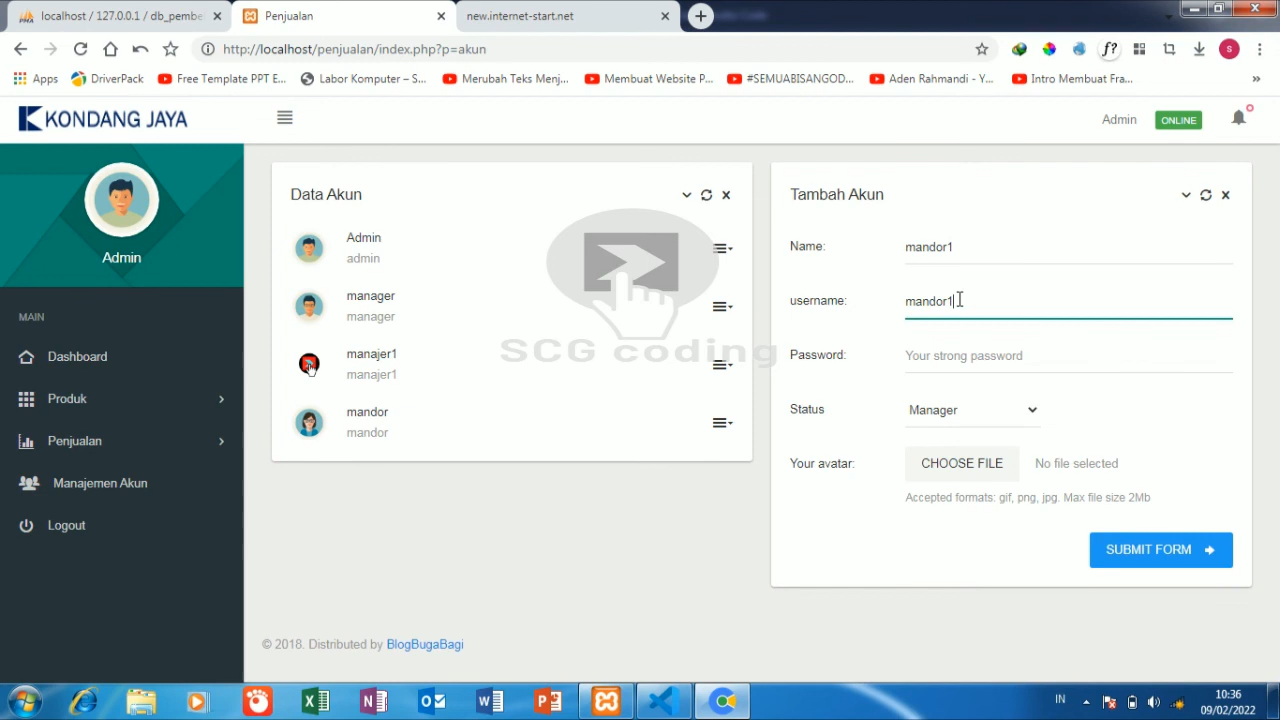 localhost / 127.0.0.1 / db_pembe
Penjualan
new.internet-start.net
http://localhost/penjualan/index.php?p=akun
Apps
DriverPack
Free Template PPT E...
Labor Komputer – S...
Merubah Teks Menj...
Membuat Website P...
#SEMUABISANGOD...
Aden Rahmandi - Y...
Intro Membuat Fra...
KONDANG JAYA
Admin
ONLINE
Admin
MAIN
Dashboard
Produk
Penjualan
Manajemen Akun
Logout
Data Akun
Admin
admin
manager
manager
manajer1
manajer1
mandor
mandor
SCG coding
Tambah Akun
Name:
mandor1
username:
mandor1
Password:
Your strong password
Status
Manager
Your avatar:
CHOOSE FILE
No file selected
Accepted formats: gif, png, jpg. Max file size 2Mb
SUBMIT FORM
© 2018. Distributed by BlogBugaBagi
IN
10:36
09/02/2022